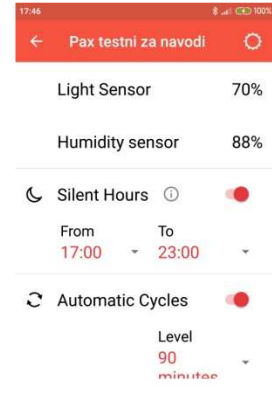 17:46 100%
Pax testni za navodi
Light Sensor 70%
Humidity sensor 88%
Silent Hours
From To
17:00 23:00
Automatic Cycles
Level
90
minutes